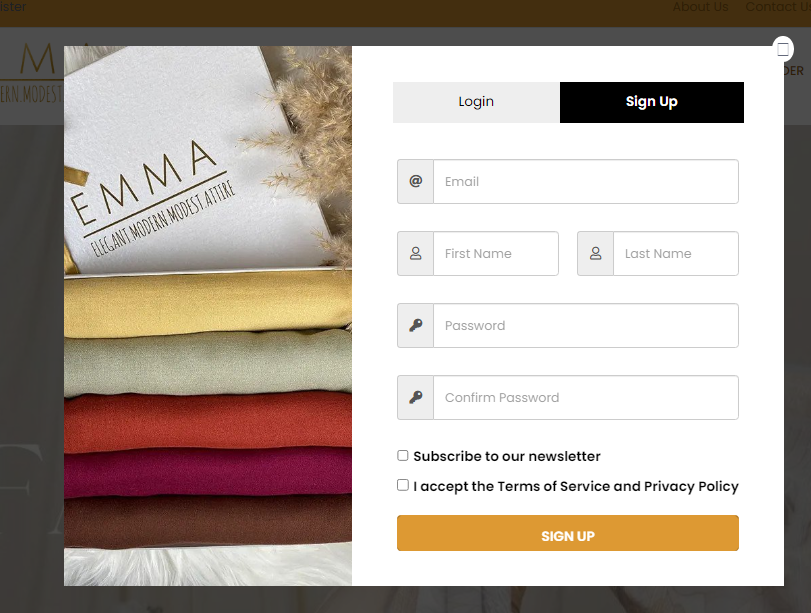 ister
About Us Contact Us
M
ERN.MODEST
DER
EMMA
ELEGANT.MODERN.MODEST.ATTIRE
Login
Sign Up
@ Email
First Name
Last Name
Password
Confirm Password
Subscribe to our newsletter
I accept the Terms of Service and Privacy Policy
SIGN UP